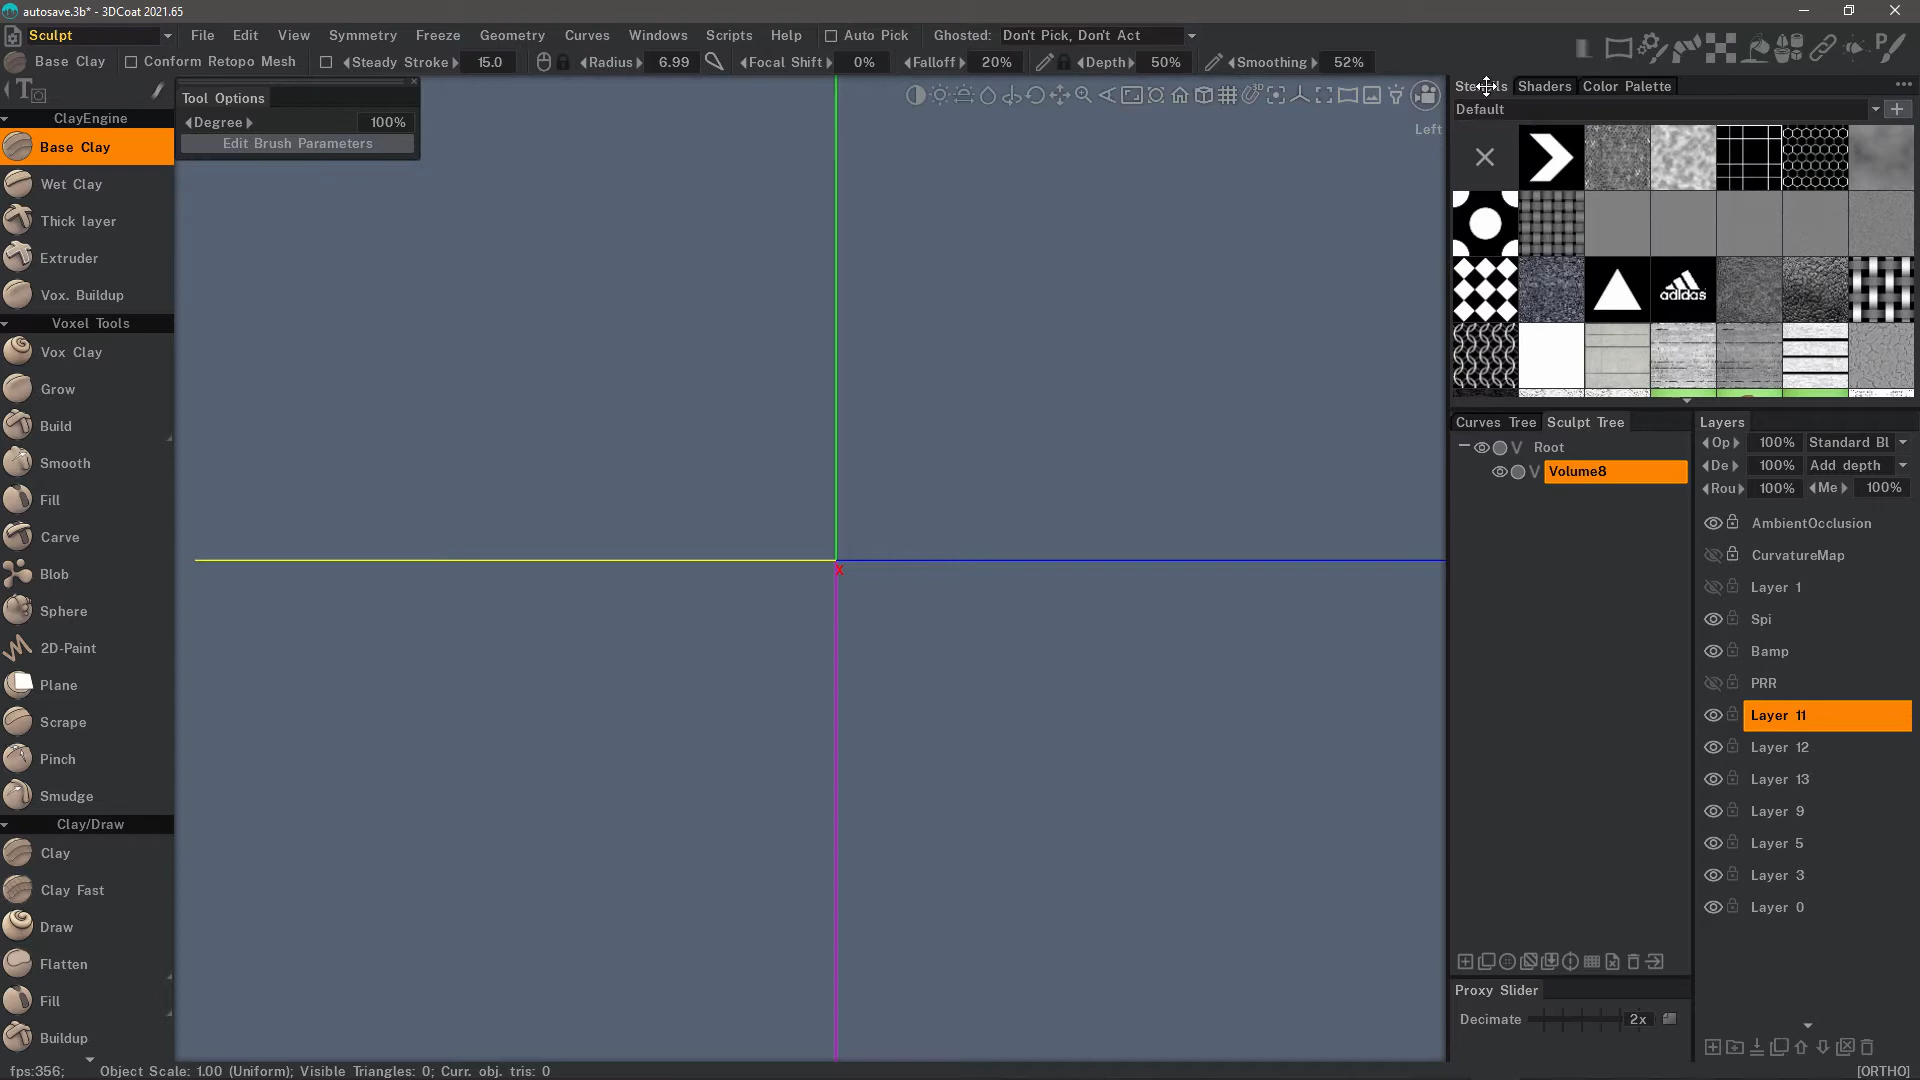 autosave.3b* - 3DCoat 2021.65
Sculpt File Edit View Symmetry Freeze Geometry Curves Windows Scripts Help Auto Pick Ghosted: Don't Pick, Don't Act
Base Clay Conform Retopo Mesh Steady Stroke 15.0 Radius 6.99 Focal Shift 0% Falloff 20% Depth 50% Smoothing 52%
Tool Options
Degree 100%
Edit Brush Parameters
ClayEngine
Base Clay
Wet Clay
Thick layer
Extruder
Vox. Buildup
Voxel Tools
Vox Clay
Grow
Build
Smooth
Fill
Carve
Blob
Sphere
2D-Paint
Plane
Scrape
Pinch
Smudge
Clay/Draw
Clay
Clay Fast
Draw
Flatten
Fill
Buildup
Left
X
Shaders Color Palette
Default
adidas
Curves Tree Sculpt Tree
V Root
V Volume8
Proxy Slider
Decimate 2x
Layers
Op 100% Standard Bl
De 100% Add depth
Rou 100% Me 100%
AmbientOcclusion
CurvatureMap
Layer 1
Spi
Bamp
PRR
Layer 11
Layer 12
Layer 13
Layer 9
Layer 5
Layer 3
Layer 0
fps:356; Object Scale: 1.00 (Uniform); Visible Triangles: 0; Curr. obj. tris: 0 [ORTHO]